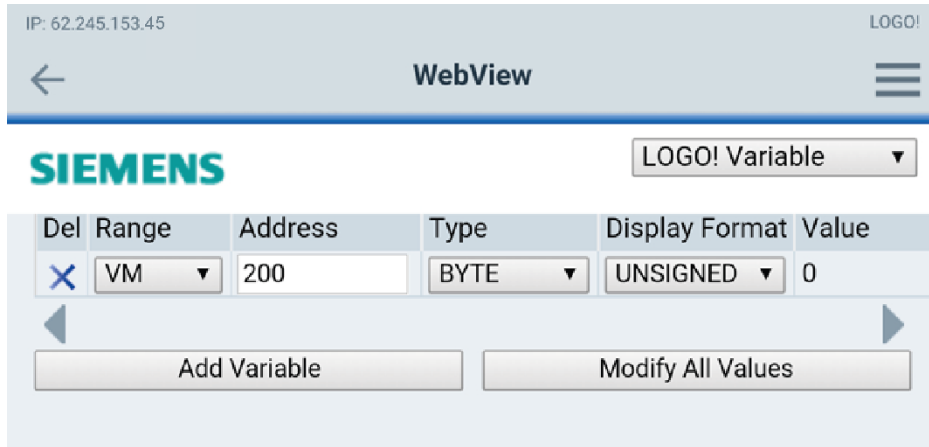 IP: 62.245.153.45 LOGO!
WebView
SIEMENS
LOGO! Variable
Del Range Address Type Display Format Value
VM 200 BYTE UNSIGNED 0
Add Variable Modify All Values